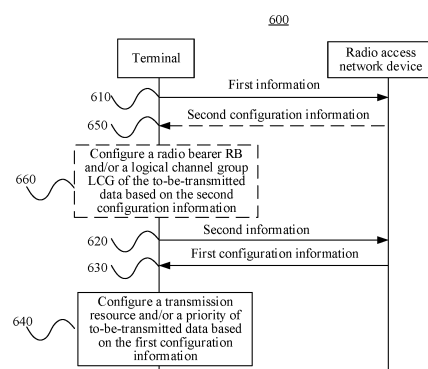 600
Terminal
Radio access
network device
First information
610
Second configuration information
650
Configure a radio bearer RB
and/or a logical channel group
LCG of the to-be-transmitted
data based on the second
configuration information
660
Second information
620
First configuration information
630
Configure a transmission
resource and/or a priority of
to-be-transmitted data based
on the first configuration
information
640